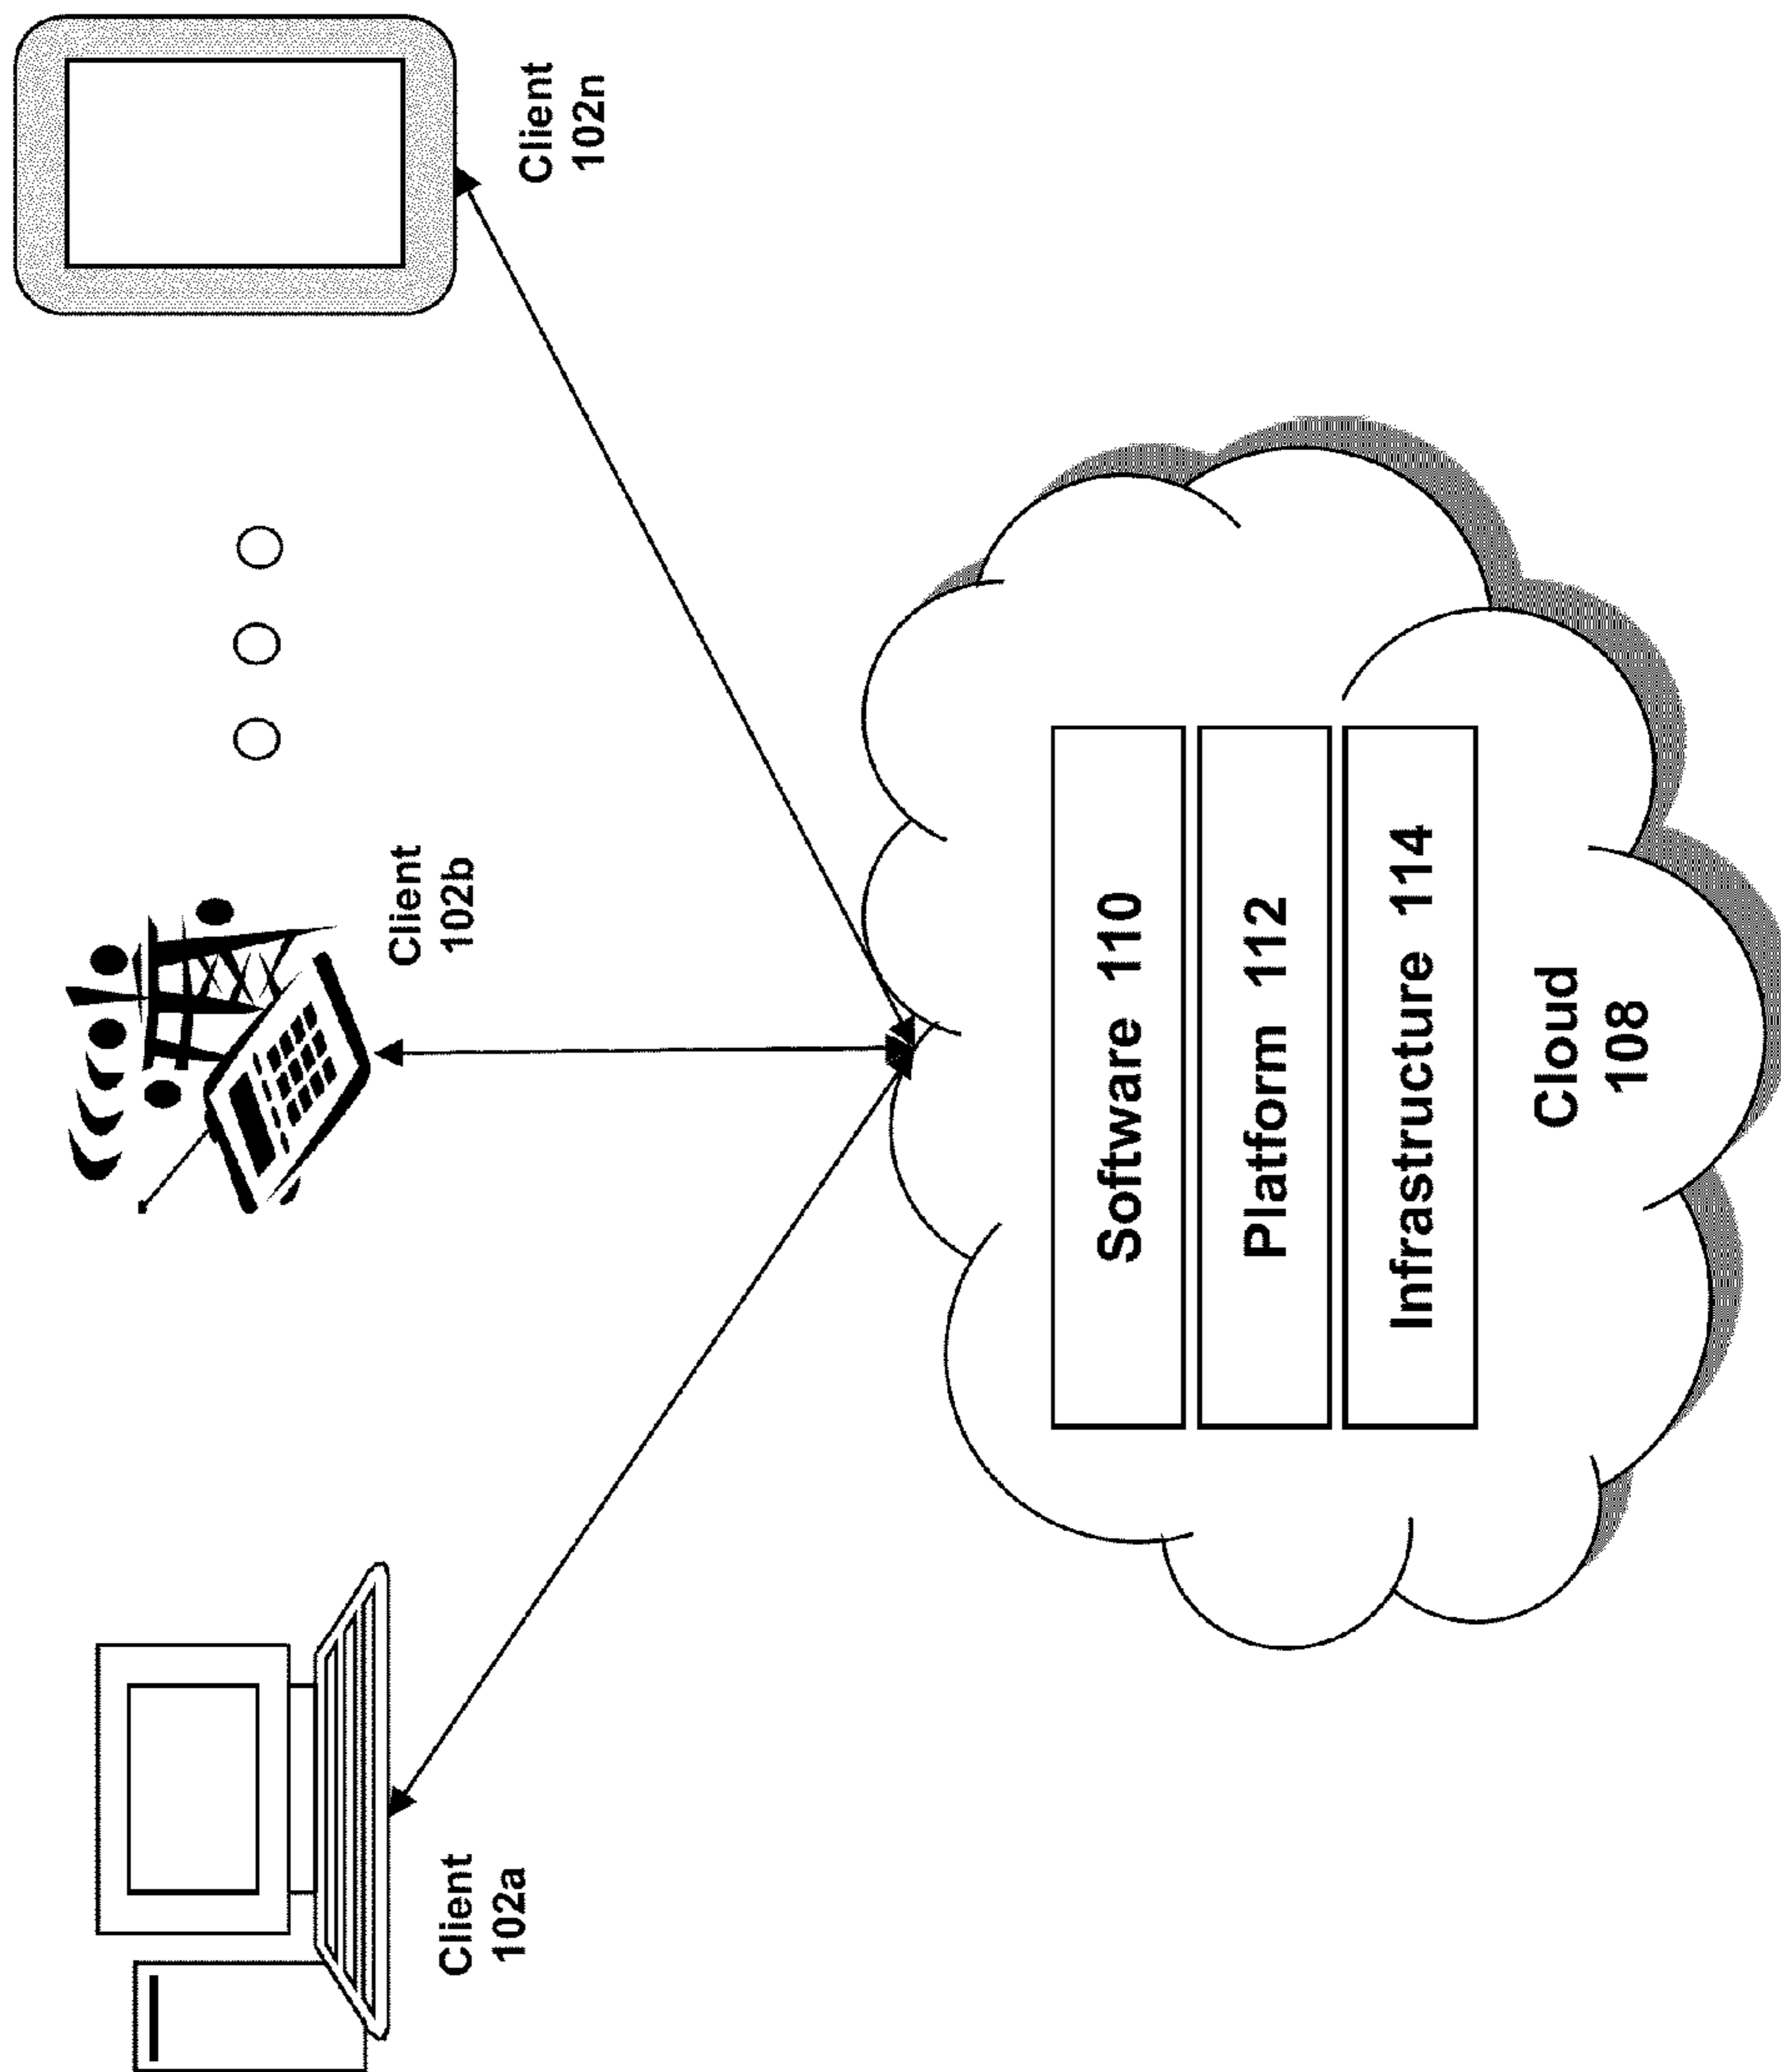 Client
102a
Client
102b
Client
102n
Software 110
Platform 112
Infrastructure 114
Cloud
108